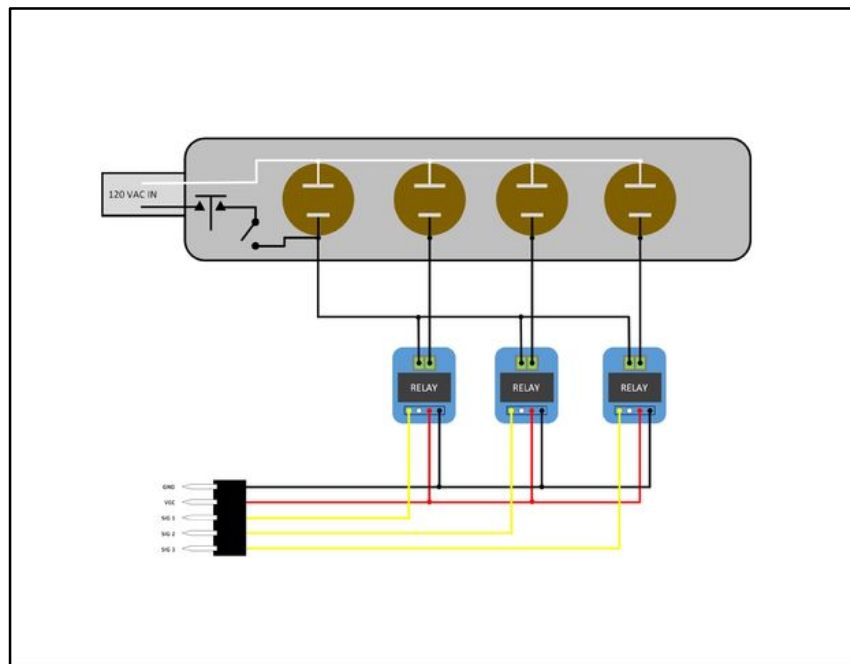 120 VAC IN
RELAY
RELAY
RELAY
GND
VCC
SIG 1
SIG 2
SIG 3